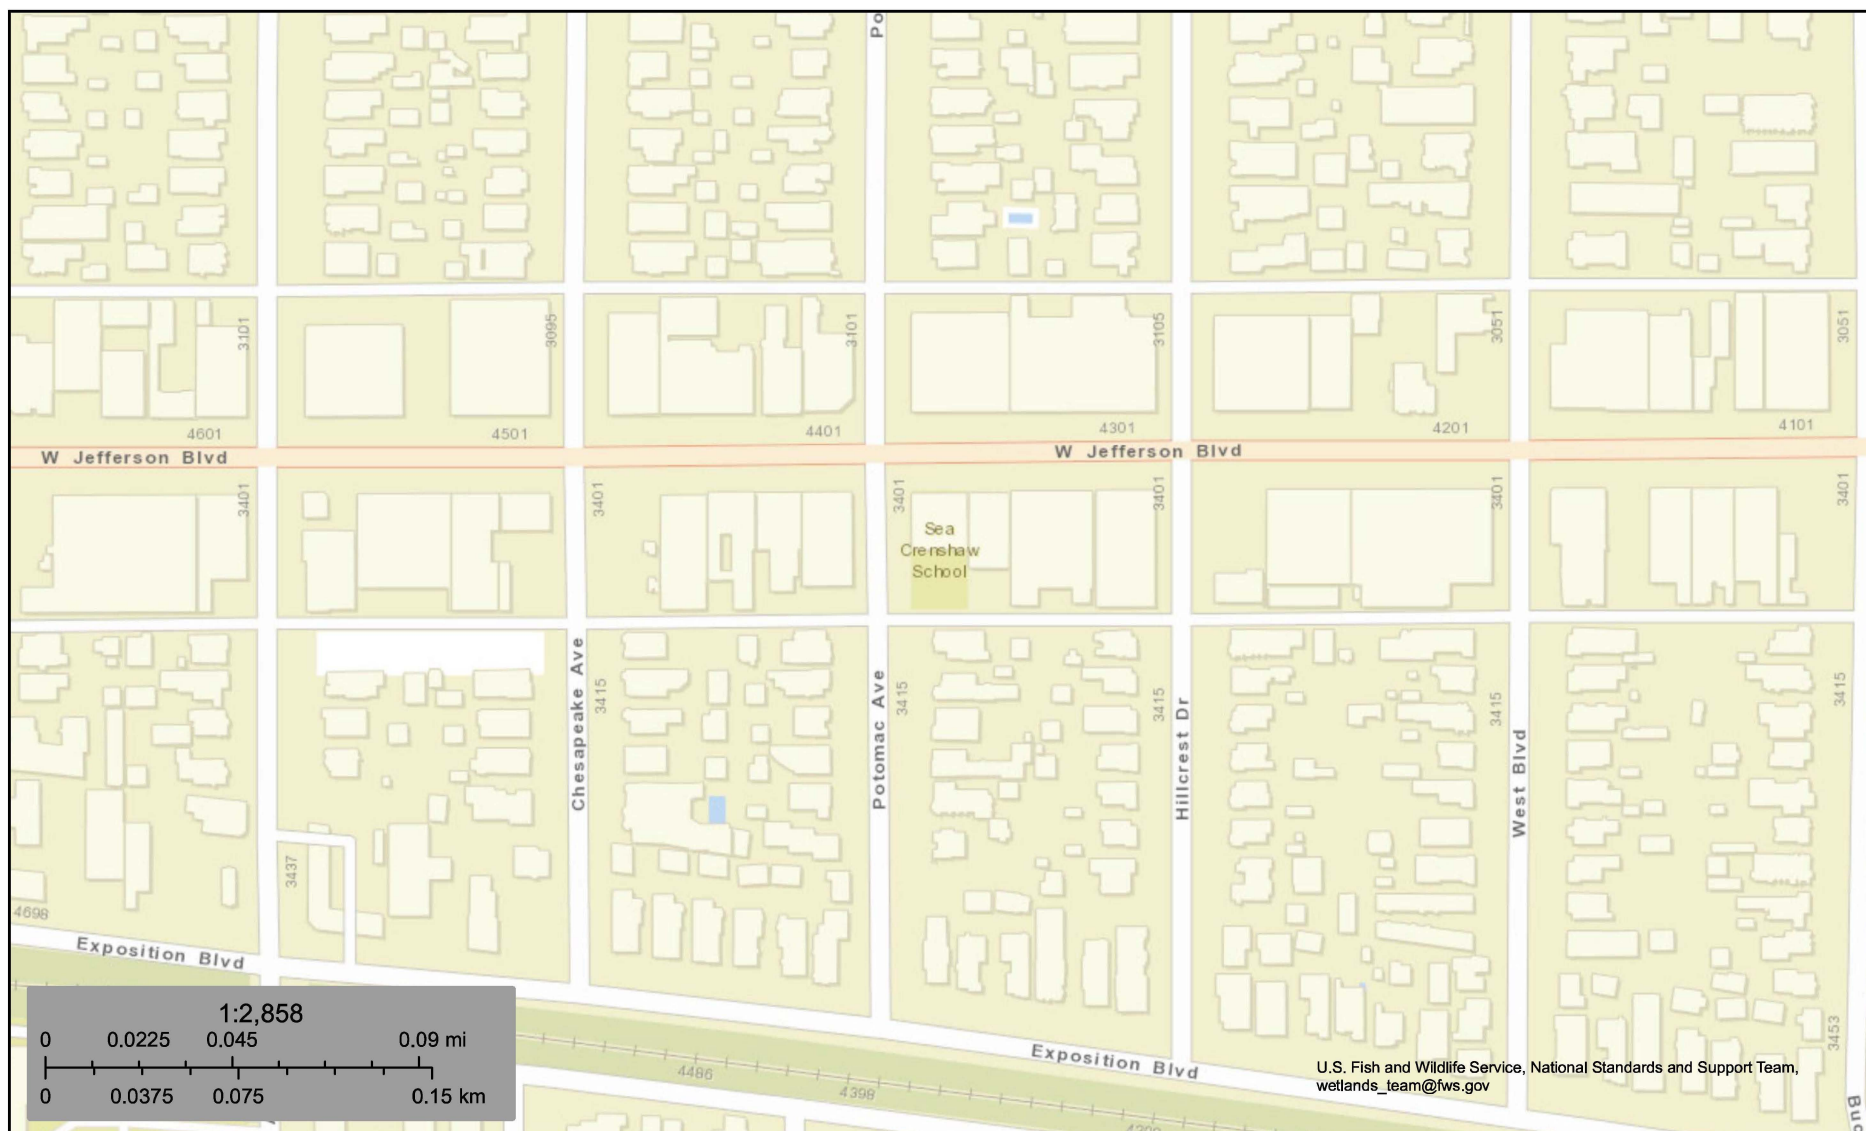 Po
3101
3095
3101
3105
3051
3051
4601
4501
4401
4301
4201
4101
W Jefferson Blvd
W Jefferson Blvd
3401
3401
3401
3401
3401
3401
Sea
Crenshaw
School
Chesapeake Ave
3415
Potomac Ave
3415
Hillcrest Dr
3415
West Blvd
3415
3415
3437
4698
Exposition Blvd
3453
Exposition Blvd
4486
4398
Buc
1:2,858
0 0.0225 0.045 0.09 mi
0 0.0375 0.075 0.15 km
U.S. Fish and Wildlife Service, National Standards and Support Team,
wetlands_team@fws.gov